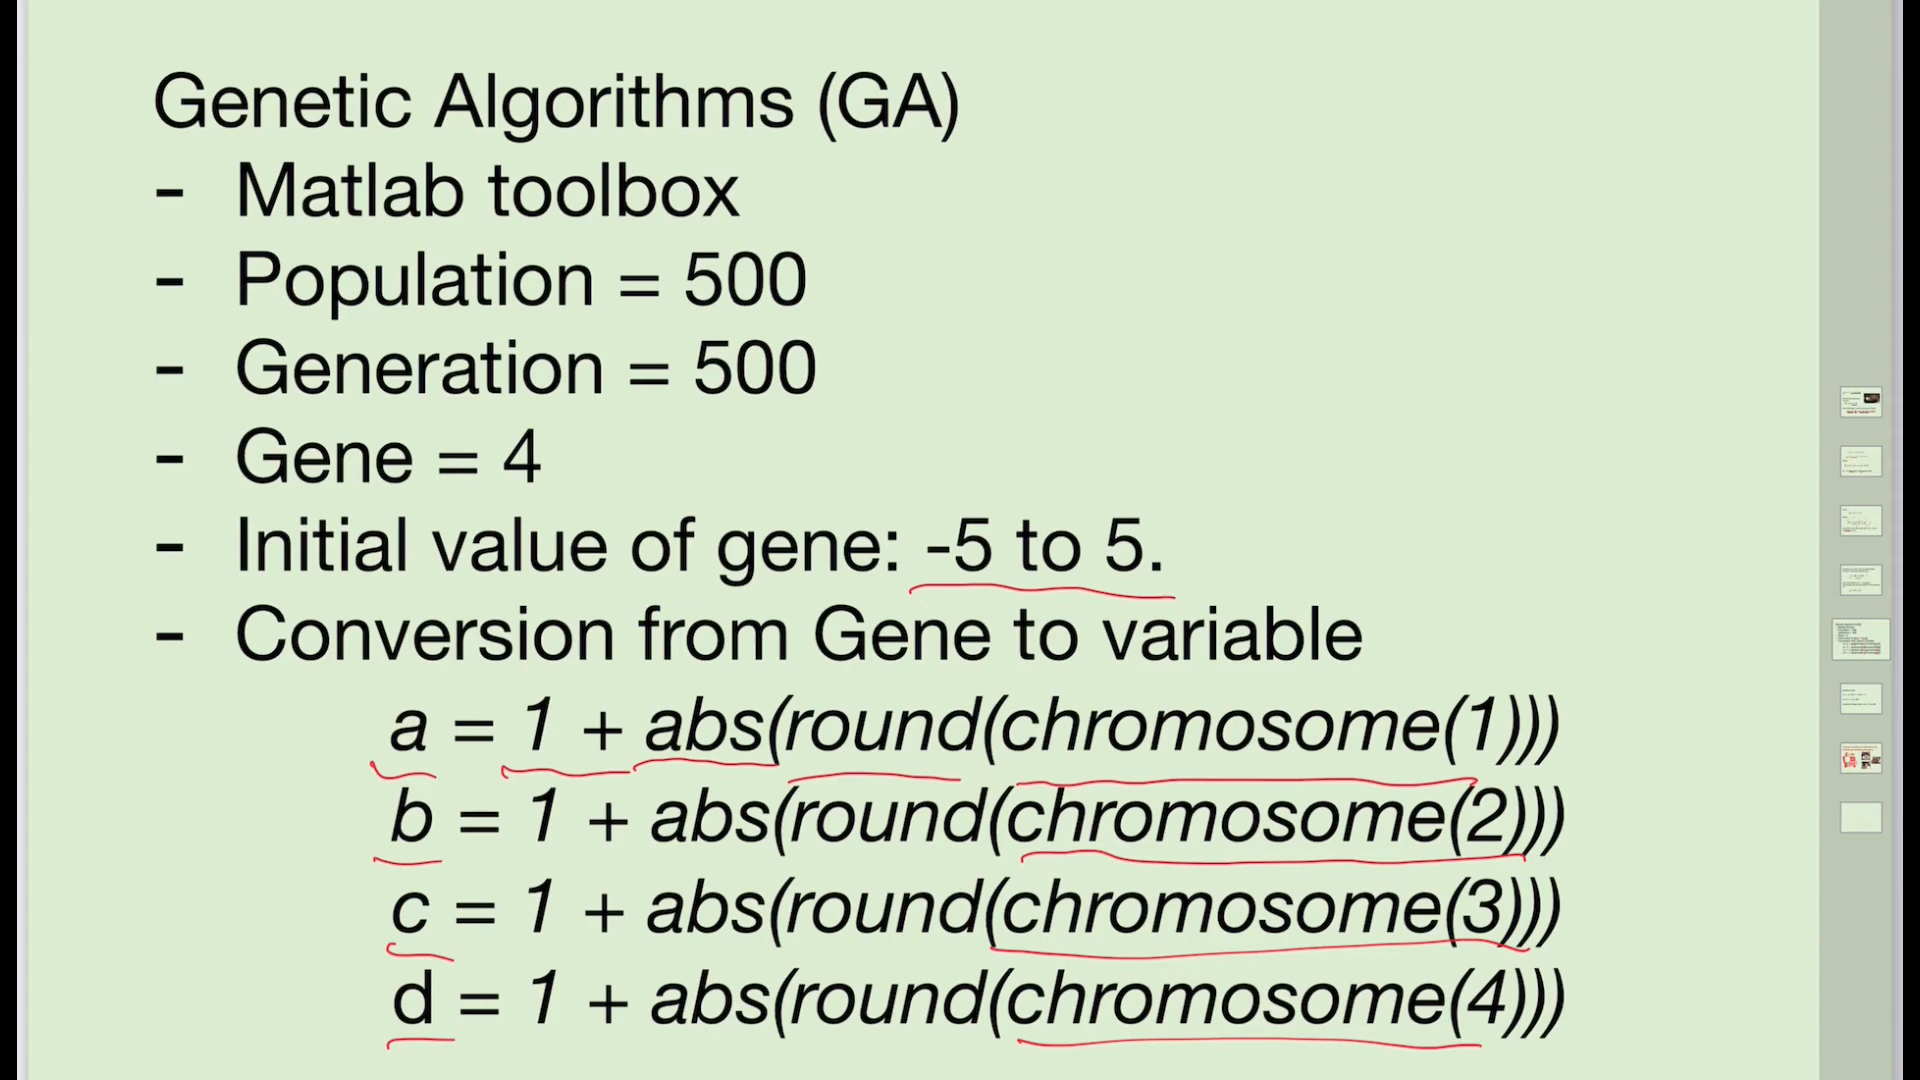 Genetic Algorithms (GA)
- Matlab toolbox
- Population = 500
- Generation = 500
- Gene = 4
- Initial value of gene: -5 to 5.
- Conversion from Gene to variable
a = 1 + abs(round(chromosome(1)))
b = 1 + abs(round(chromosome(2)))
c = 1 + abs(round(chromosome(3)))
d = 1 + abs(round(chromosome(4)))